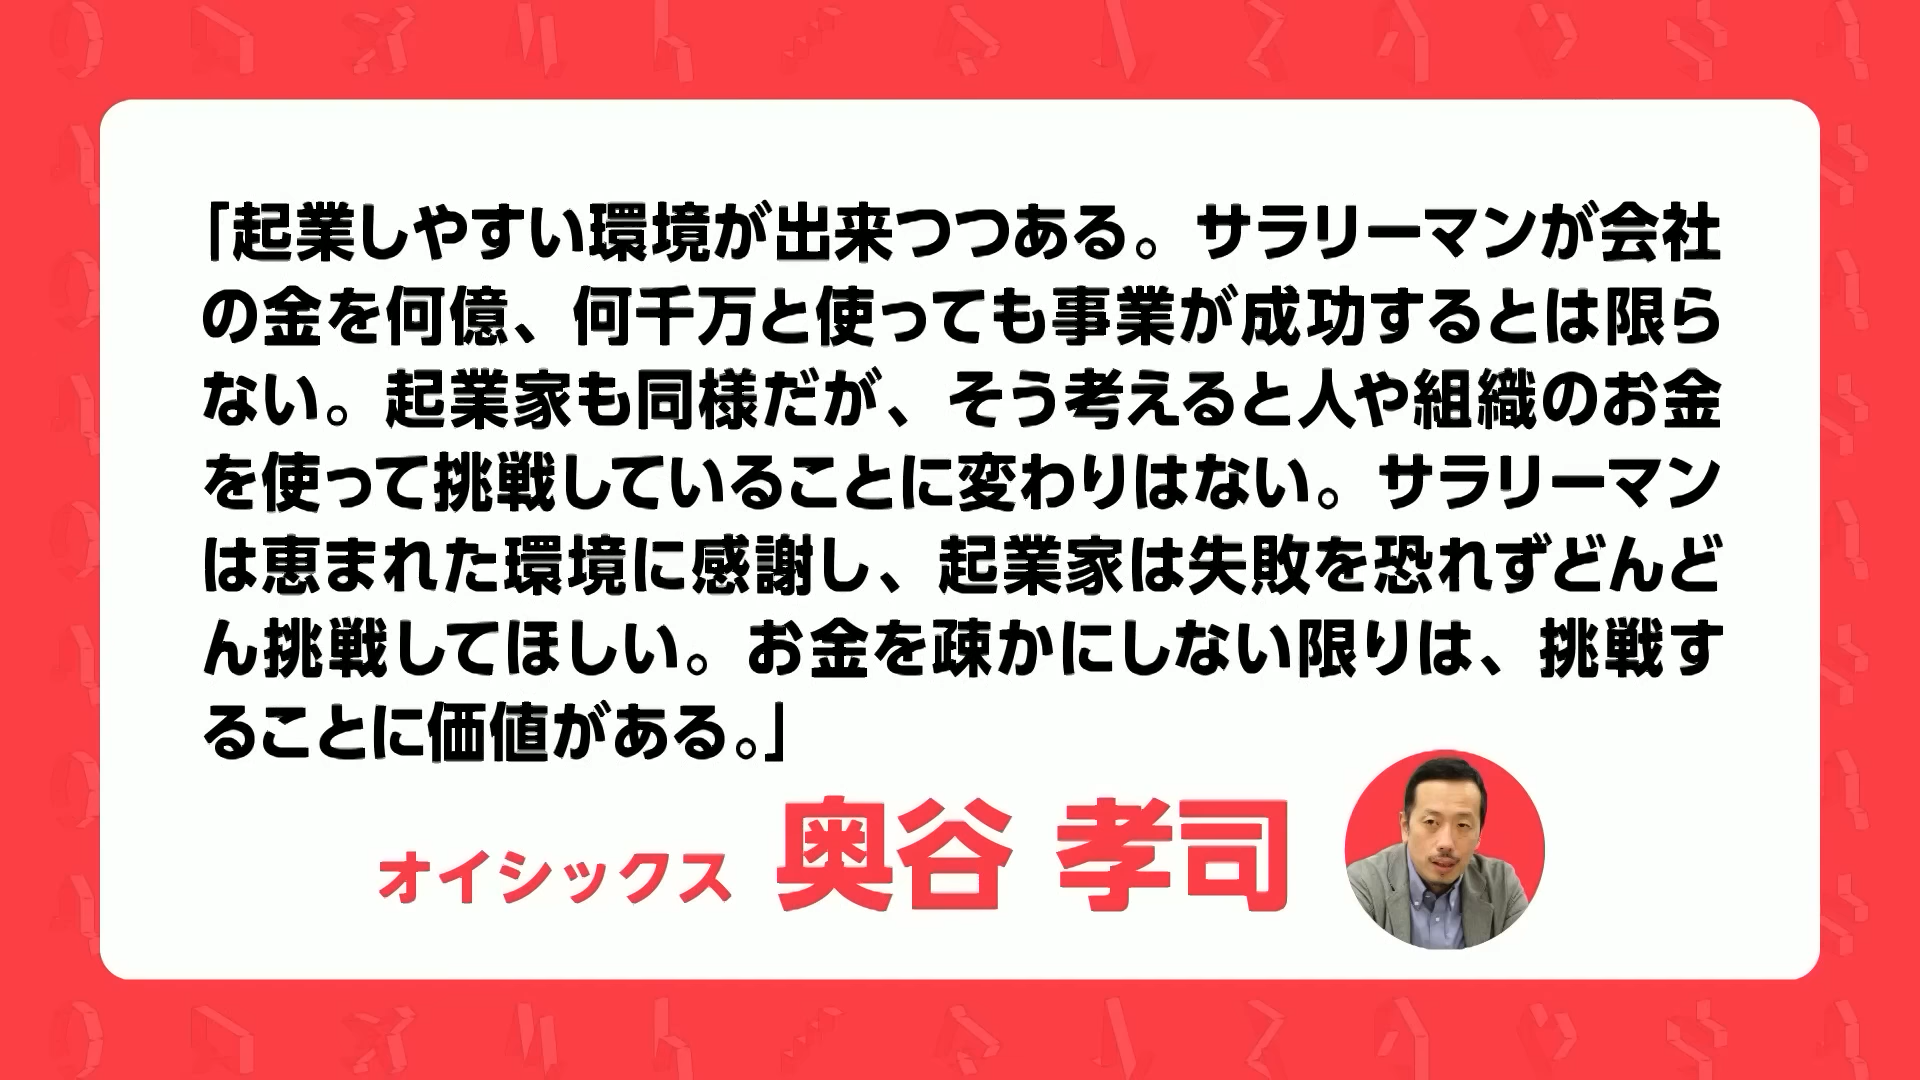 「起業しやすい環境が出来つつある。サラリーマンが会社
の金を何億、何千万と使っても事業が成功するとは限ら
ない。起業家も同様だが、そう考えると人や組織のお金
を使って挑戦していることに変わりはない。サラリーマン
は恵まれた環境に感謝し、起業家は失敗を恐れずどんど
ん挑戦してほしい。お金を疎かにしない限りは、挑戦す
ることに価値がある。」
オイシックス 奥谷 孝司